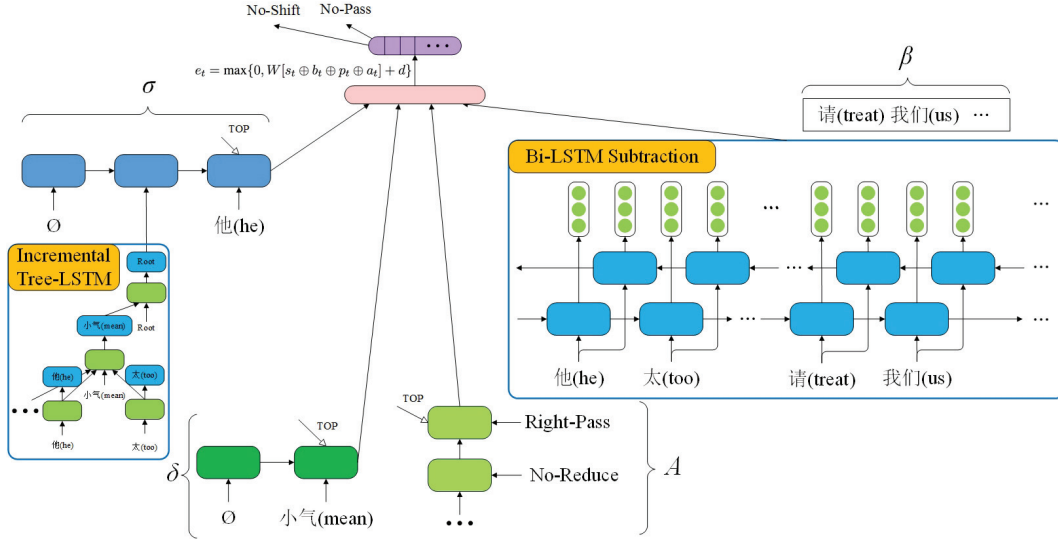 No-Shift
No-Pass
•••
e_t = max{0, W[s_t ⊕ b_t ⊕ p_t ⊕ a_t] + d}
σ
β
请(treat) 我们(us) ···
TOP
Ø
他(he)
Bi-LSTM Subtraction
...
...
...
...
...
...
...
他(he)
太(too)
请(treat)
我们(us)
Incremental
Tree-LSTM
Root
Root
小气(mean)
他(he)
太(too)
小气(mean)
•••
他(he)
太(too)
δ
TOP
Ø
小气(mean)
TOP
Right-Pass
No-Reduce
•••
A